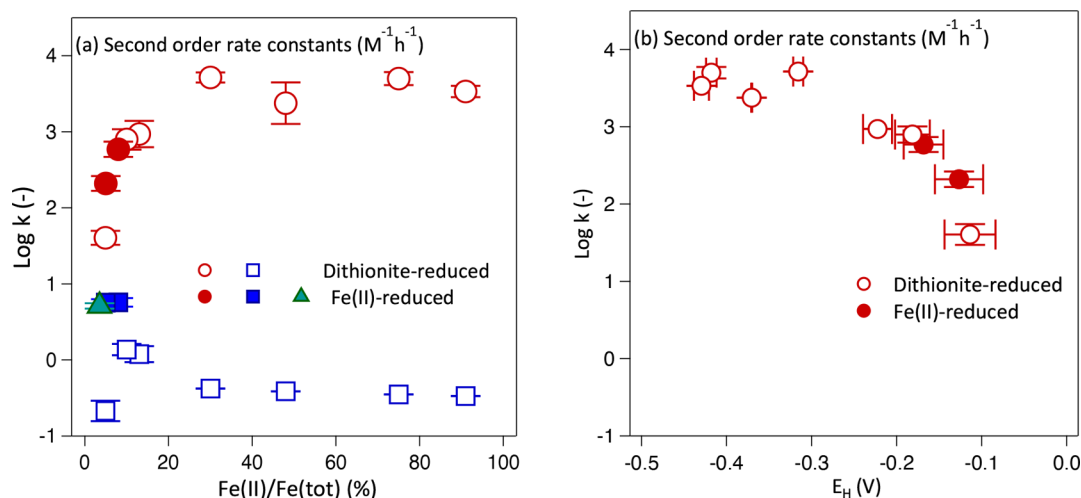 (a) Second order rate constants (M⁻¹h⁻¹)
4
3
2
1
0
-1
Log k (-)
Dithionite-reduced
Fe(II)-reduced
0 20 40 60 80 100
Fe(II)/Fe(tot) (%)
(b) Second order rate constants (M⁻¹h⁻¹)
4
3
2
1
0
-1
Log k (-)
Dithionite-reduced
Fe(II)-reduced
-0.5 -0.4 -0.3 -0.2 -0.1 0.0
E_H (V)